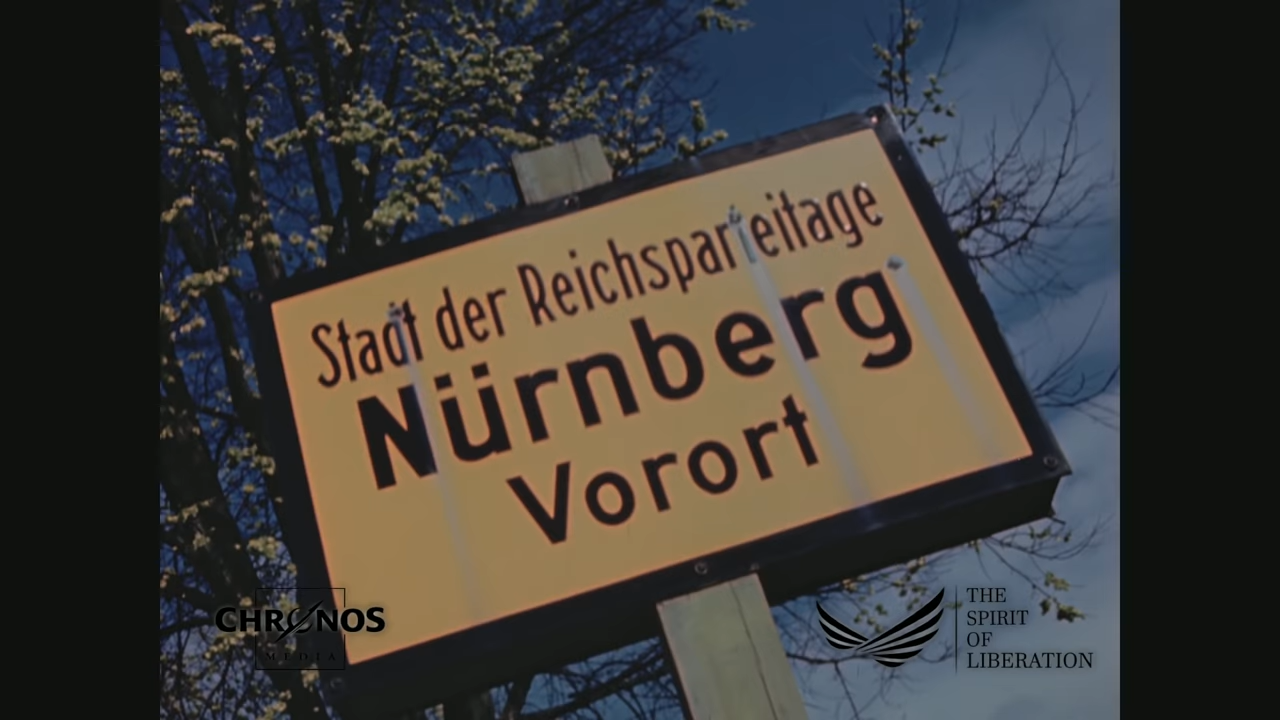 Stadt der Reichsparteitage
Nürnberg
Vorort
CHRONOS
MEDIA
THE
SPIRIT
OF
LIBERATION